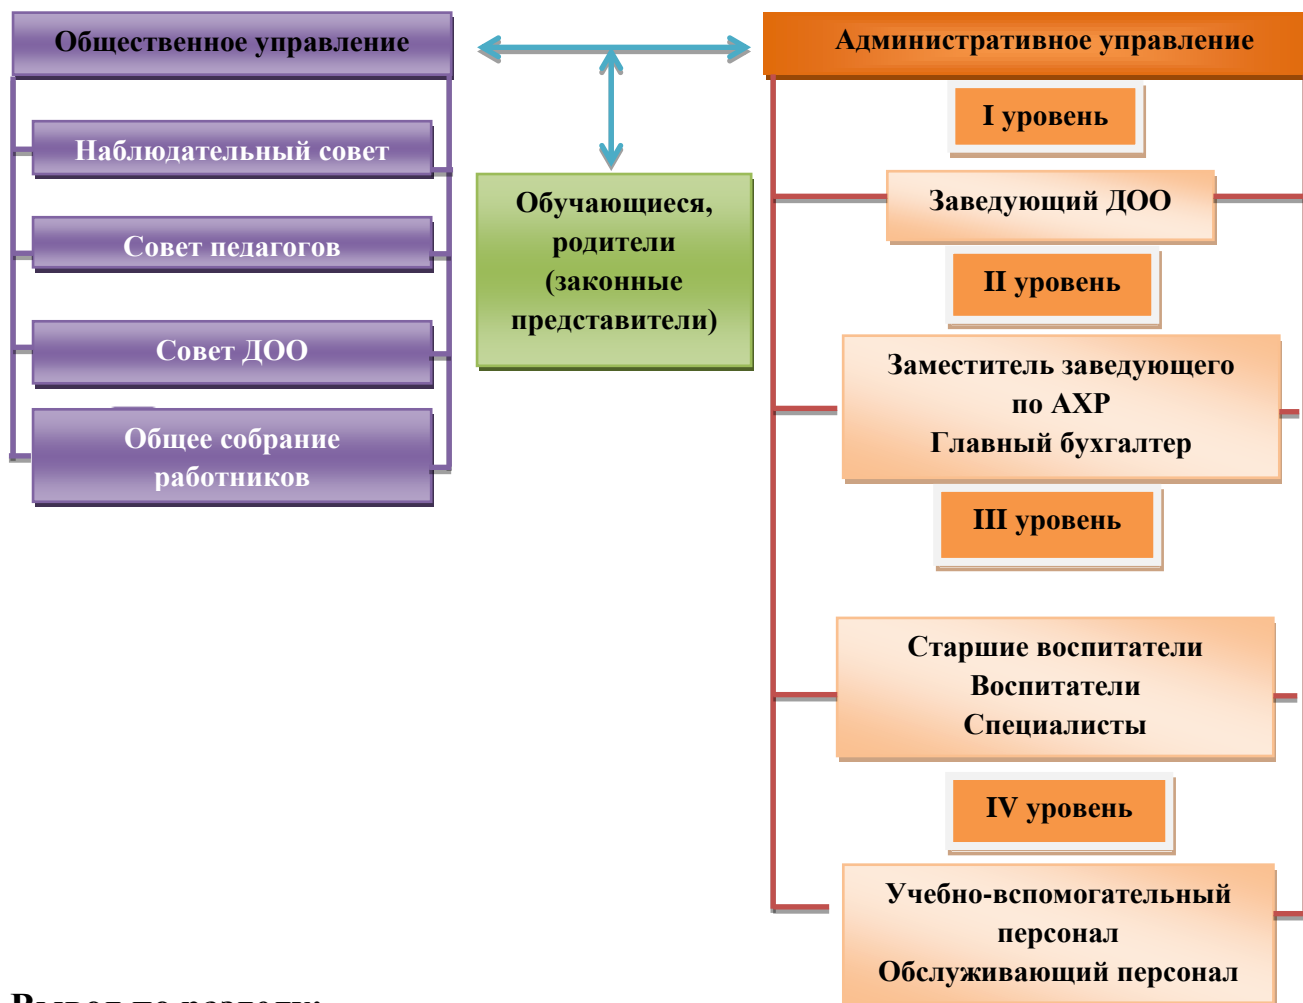 Общественное управление
Наблюдательный совет
Совет педагогов
Совет ДОО
Общее собрание
работников
Обучающиеся,
родители
(законные
представители)
Административное управление
I уровень
Заведующий ДОО
II уровень
Заместитель заведующего
по АХР
Главный бухгалтер
III уровень
Старшие воспитатели
Воспитатели
Специалисты
IV уровень
Учебно-вспомогательный
персонал
Обслуживающий персонал